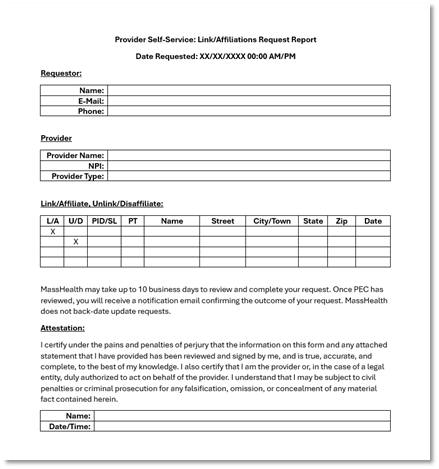 Provider Self-Service: Link/Affiliations Request Report
Date Requested: XX/XX/XXXX 00:00 AM/PM
Requestor:
Name:
E-Mail:
Phone:
Provider
Provider Name:
NPI:
Provider Type:
Link/Affiliate, Unlink/Disaffiliate:
L/A U/D PID/SL PT Name Street City/Town State Zip Date
X
X
MassHealth may take up to 10 business days to review and complete your request. Once PEC has
reviewed, you will receive a notification email confirming the outcome of your request. MassHealth
does not back-date update requests.
Attestation:
I certify under the pains and penalties of perjury that the information on this form and any attached
statement that I have provided has been reviewed and signed by me, and is true, accurate, and
complete, to the best of my knowledge. I also certify that I am the provider or, in the case of a legal
entity, duly authorized to act on behalf of the provider. I understand that I may be subject to civil
penalties or criminal prosecution for any falsification, omission, or concealment of any material
fact contained herein.
Name:
Date/Time: